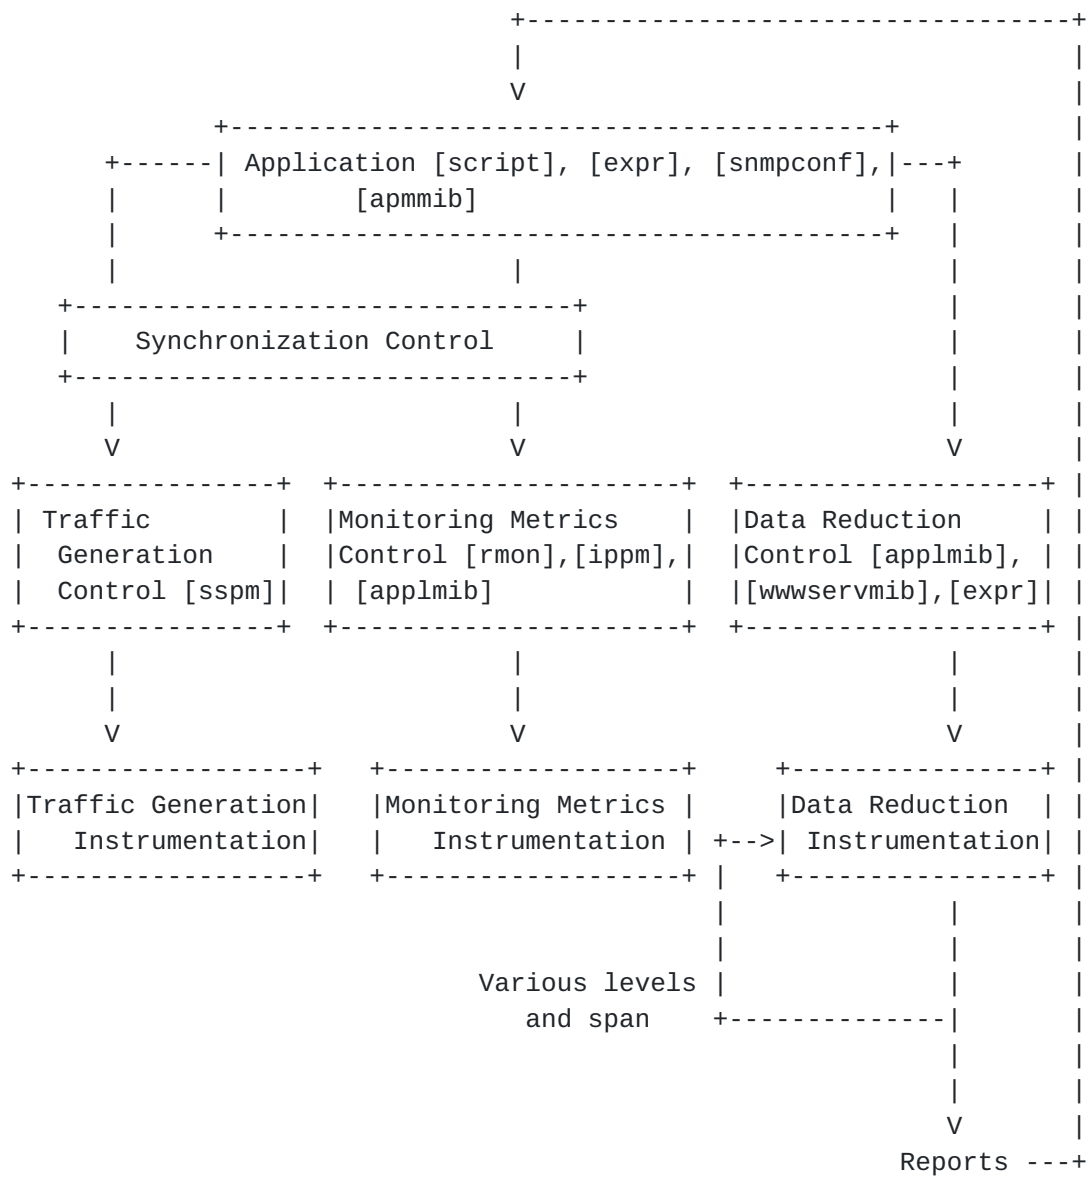 Application [script], [expr], [snmpconf],
[apmmib]
Synchronization Control
Traffic
Generation
Control [sspm]
Monitoring Metrics
Control [rmon],[ippm],
[applmib]
Data Reduction
Control [applmib],
[wwwservmib],[expr]
Traffic Generation
Instrumentation
Monitoring Metrics
Instrumentation
Data Reduction
Instrumentation
Various levels
and span
Reports